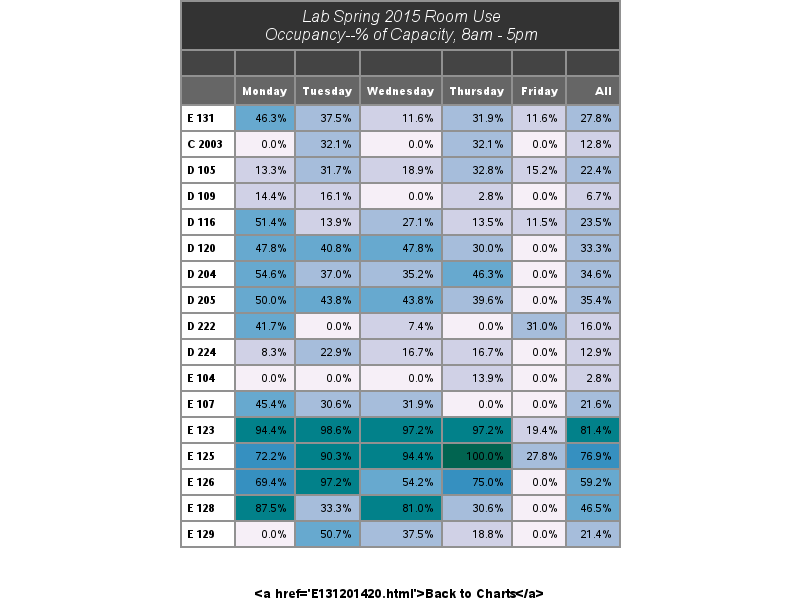 Lab Spring 2015 Room Use
Occupancy--% of Capacity, 8am - 5pm
Monday Tuesday Wednesday Thursday Friday All
E 131 46.3% 37.5% 11.6% 31.9% 11.6% 27.8%
C 2003 0.0% 32.1% 0.0% 32.1% 0.0% 12.8%
D 105 13.3% 31.7% 18.9% 32.8% 15.2% 22.4%
D 109 14.4% 16.1% 0.0% 2.8% 0.0% 6.7%
D 116 51.4% 13.9% 27.1% 13.5% 11.5% 23.5%
D 120 47.8% 40.8% 47.8% 30.0% 0.0% 33.3%
D 204 54.6% 37.0% 35.2% 46.3% 0.0% 34.6%
D 205 50.0% 43.8% 43.8% 39.6% 0.0% 35.4%
D 222 41.7% 0.0% 7.4% 0.0% 31.0% 16.0%
D 224 8.3% 22.9% 16.7% 16.7% 0.0% 12.9%
E 104 0.0% 0.0% 0.0% 13.9% 0.0% 2.8%
E 107 45.4% 30.6% 31.9% 0.0% 0.0% 21.6%
E 123 94.4% 98.6% 97.2% 97.2% 19.4% 81.4%
E 125 72.2% 90.3% 94.4% 100.0% 27.8% 76.9%
E 126 69.4% 97.2% 54.2% 75.0% 0.0% 59.2%
E 128 87.5% 33.3% 81.0% 30.6% 0.0% 46.5%
E 129 0.0% 50.7% 37.5% 18.8% 0.0% 21.4%
<a href='E131201420.html'>Back to Charts</a>